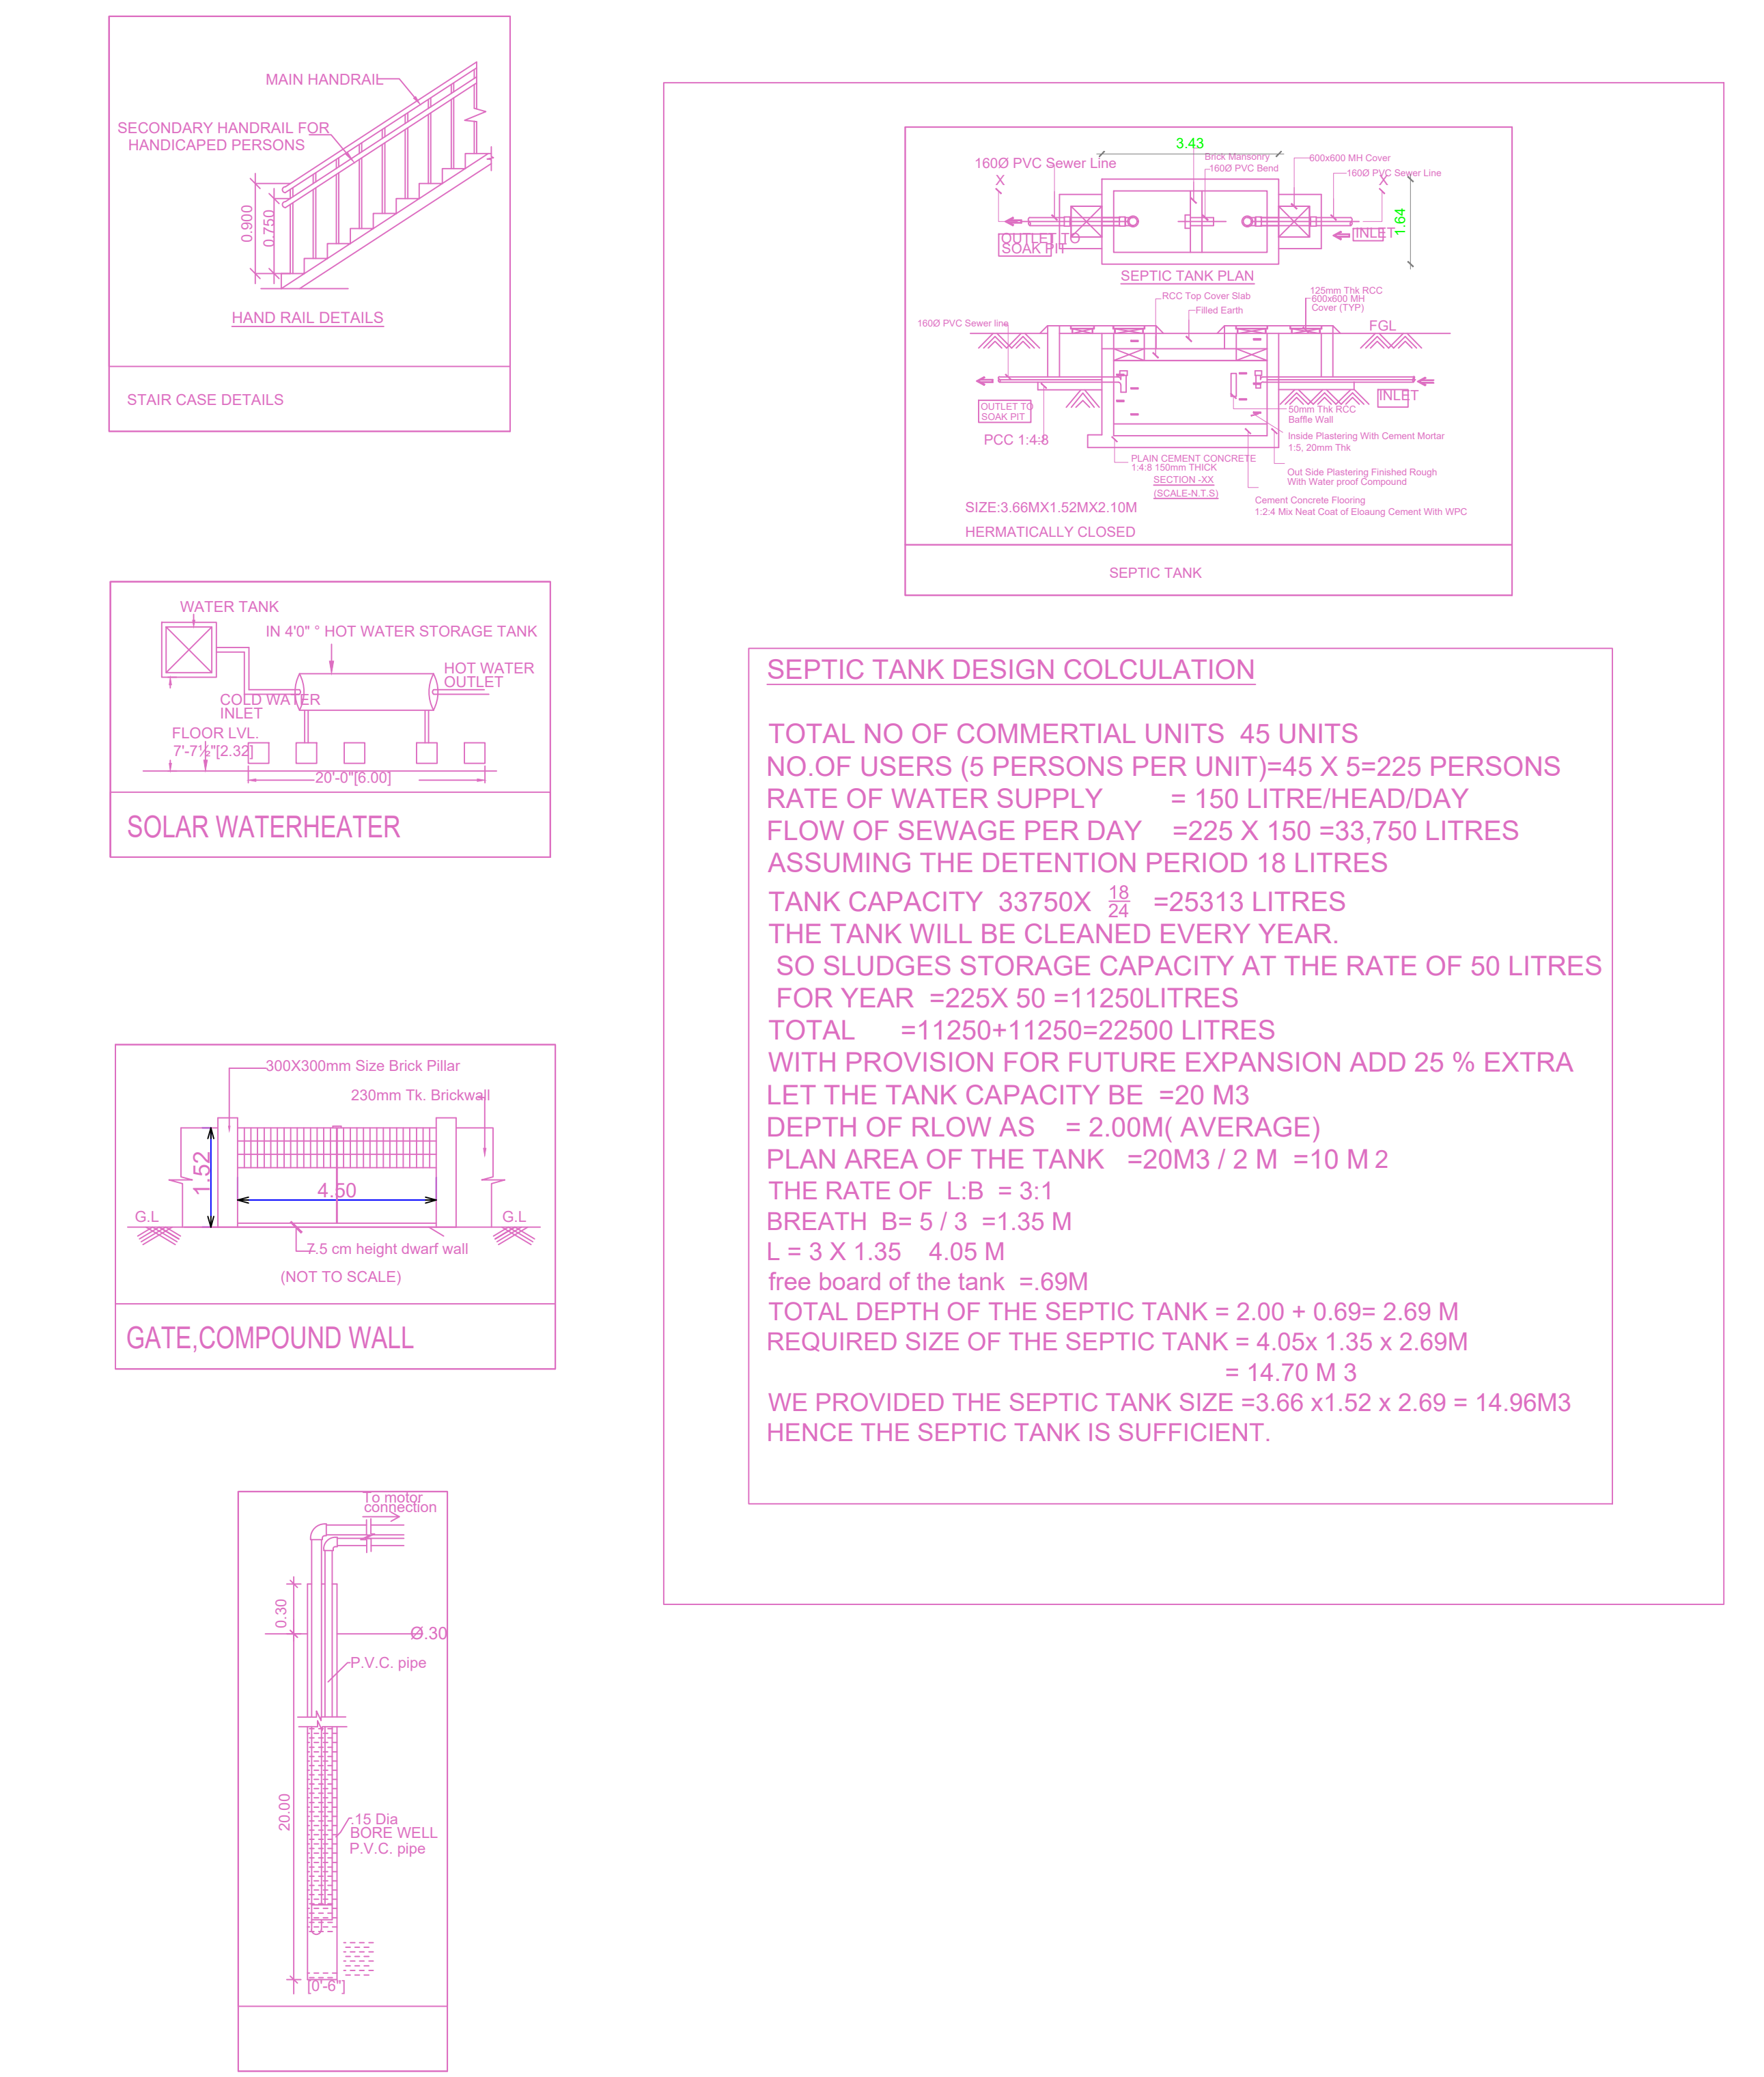 MAIN HANDRAIL
SECONDARY HANDRAIL FOR
HANDICAPED PERSONS
0.900
0.750
HAND RAIL DETAILS
STAIR CASE DETAILS
WATER TANK
IN 4'0" ° HOT WATER STORAGE TANK
HOT WATER
OUTLET
COLD WATER
INLET
FLOOR LVL.
7'-7½"[2.32]
20'-0"[6.00]
SOLAR WATERHEATER
300X300mm Size Brick Pillar
230mm Tk. Brickwall
1.52
4.50
G.L
G.L
7.5 cm height dwarf wall
(NOT TO SCALE)
GATE,COMPOUND WALL
To motor
connection
0.30
Ø.30
P.V.C. pipe
20.00
.15 Dia
BORE WELL
P.V.C. pipe
[0'-6"]
3.43
160Ø PVC Sewer Line
Brick Mansonry
160Ø PVC Bend
600x600 MH Cover
160Ø PVC Sewer Line
X
X
1.64
OUTLET TO
SOAK PIT
INLET
SEPTIC TANK PLAN
RCC Top Cover Slab
Filled Earth
125mm Thk RCC
600x600 MH
Cover (TYP)
160Ø PVC Sewer line
FGL
OUTLET TO
SOAK PIT
INLET
PCC 1:4:8
50mm Thk RCC
Baffle Wall
Inside Plastering With Cement Mortar
1:5, 20mm Thk
PLAIN CEMENT CONCRETE
1:4:8 150mm THICK
SECTION -XX
(SCALE-N.T.S)
Out Side Plastering Finished Rough
With Water proof Compound
Cement Concrete Flooring
1:2:4 Mix Neat Coat of Eloaung Cement With WPC
SIZE:3.66MX1.52MX2.10M
HERMATICALLY CLOSED
SEPTIC TANK
SEPTIC TANK DESIGN COLCULATION
TOTAL NO OF COMMERTIAL UNITS 45 UNITS
NO.OF USERS (5 PERSONS PER UNIT)=45 X 5=225 PERSONS
RATE OF WATER SUPPLY = 150 LITRE/HEAD/DAY
FLOW OF SEWAGE PER DAY =225 X 150 =33,750 LITRES
ASSUMING THE DETENTION PERIOD 18 LITRES
TANK CAPACITY 33750X 18/24 =25313 LITRES
THE TANK WILL BE CLEANED EVERY YEAR.
SO SLUDGES STORAGE CAPACITY AT THE RATE OF 50 LITRES
FOR YEAR =225X 50 =11250LITRES
TOTAL =11250+11250=22500 LITRES
WITH PROVISION FOR FUTURE EXPANSION ADD 25 % EXTRA
LET THE TANK CAPACITY BE =20 M3
DEPTH OF RLOW AS = 2.00M( AVERAGE)
PLAN AREA OF THE TANK =20M3 / 2 M =10 M 2
THE RATE OF L:B = 3:1
BREATH B= 5 / 3 =1.35 M
L = 3 X 1.35 4.05 M
free board of the tank =.69M
TOTAL DEPTH OF THE SEPTIC TANK = 2.00 + 0.69= 2.69 M
REQUIRED SIZE OF THE SEPTIC TANK = 4.05x 1.35 x 2.69M
= 14.70 M 3
WE PROVIDED THE SEPTIC TANK SIZE =3.66 x1.52 x 2.69 = 14.96M3
HENCE THE SEPTIC TANK IS SUFFICIENT.